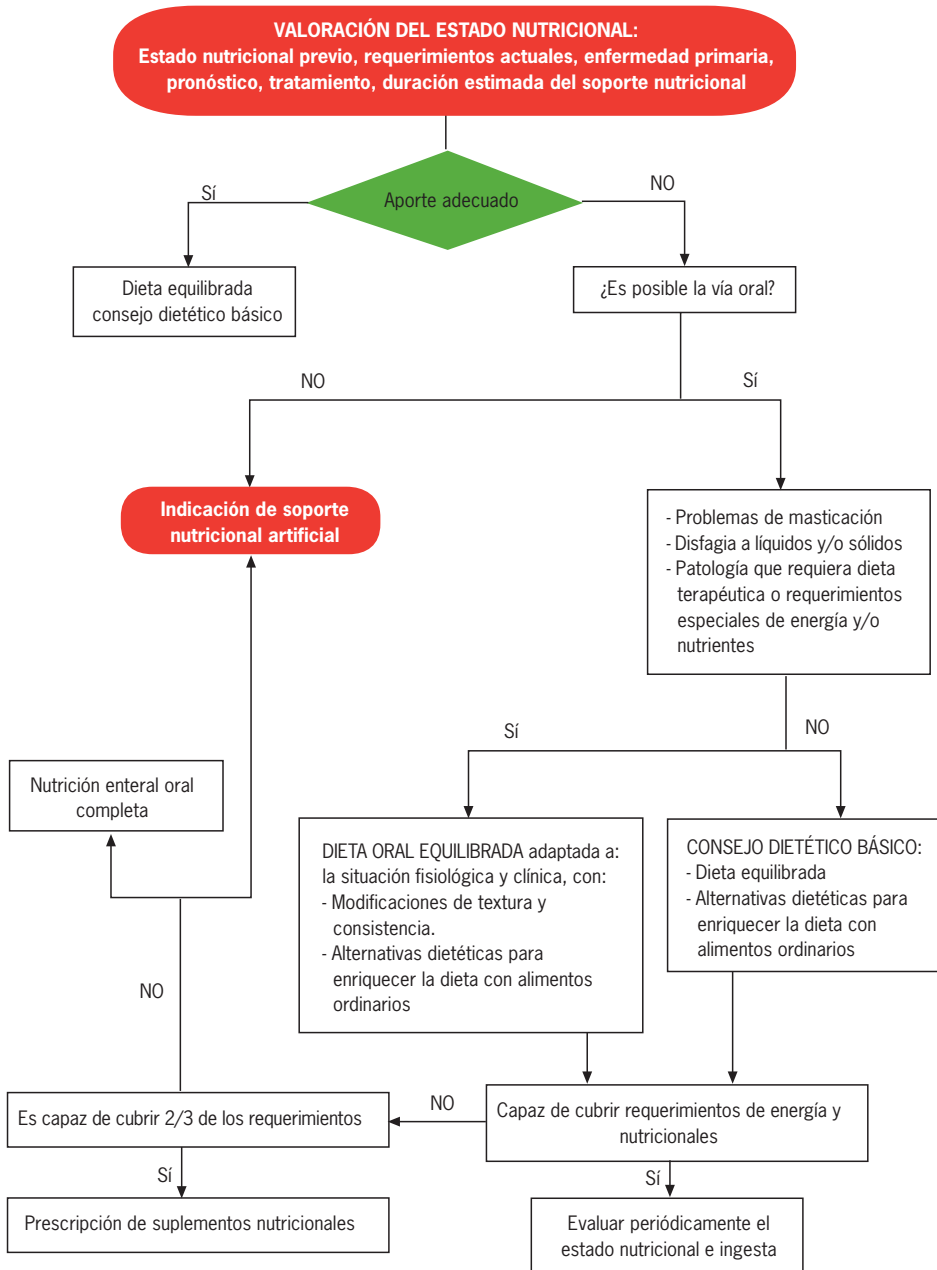 VALORACIÓN DEL ESTADO NUTRICIONAL:
Estado nutricional previo, requerimientos actuales, enfermedad primaria,
pronóstico, tratamiento, duración estimada del soporte nutricional
Aporte adecuado
Sí
NO
Dieta equilibrada
consejo dietético básico
¿Es posible la vía oral?
NO
Sí
Indicación de soporte
nutricional artificial
- Problemas de masticación
- Disfagia a líquidos y/o sólidos
- Patología que requiera dieta
terapéutica o requerimientos
especiales de energía y/o
nutrientes
Sí
NO
Nutrición enteral oral
completa
DIETA ORAL EQUILIBRADA adaptada a:
la situación fisiológica y clínica, con:
- Modificaciones de textura y
consistencia.
- Alternativas dietéticas para
enriquecer la dieta con alimentos
ordinarios
CONSEJO DIETÉTICO BÁSICO:
- Dieta equilibrada
- Alternativas dietéticas para
enriquecer la dieta con
alimentos ordinarios
NO
Es capaz de cubrir 2/3 de los requerimientos
NO
Capaz de cubrir requerimientos de energía y
nutricionales
Sí
Sí
Prescripción de suplementos nutricionales
Evaluar periódicamente el
estado nutricional e ingesta